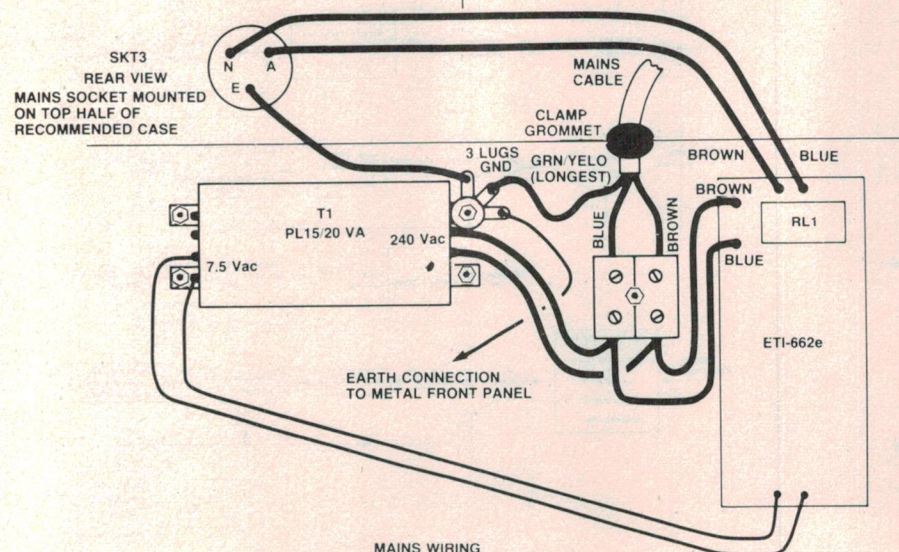 SKT3
REAR VIEW
MAINS SOCKET MOUNTED
ON TOP HALF OF
RECOMMENDED CASE
N
A
E
MAINS
CABLE
CLAMP
GROMMET
3 LUGS
GND
GRN/YELO
(LONGEST)
BROWN
BLUE
T1
PL15/20 VA
240 Vac
7.5 Vac
BLUE
BROWN
BROWN
BLUE
RL1
ETI-662e
EARTH CONNECTION
TO METAL FRONT PANEL
MAINS WIRING